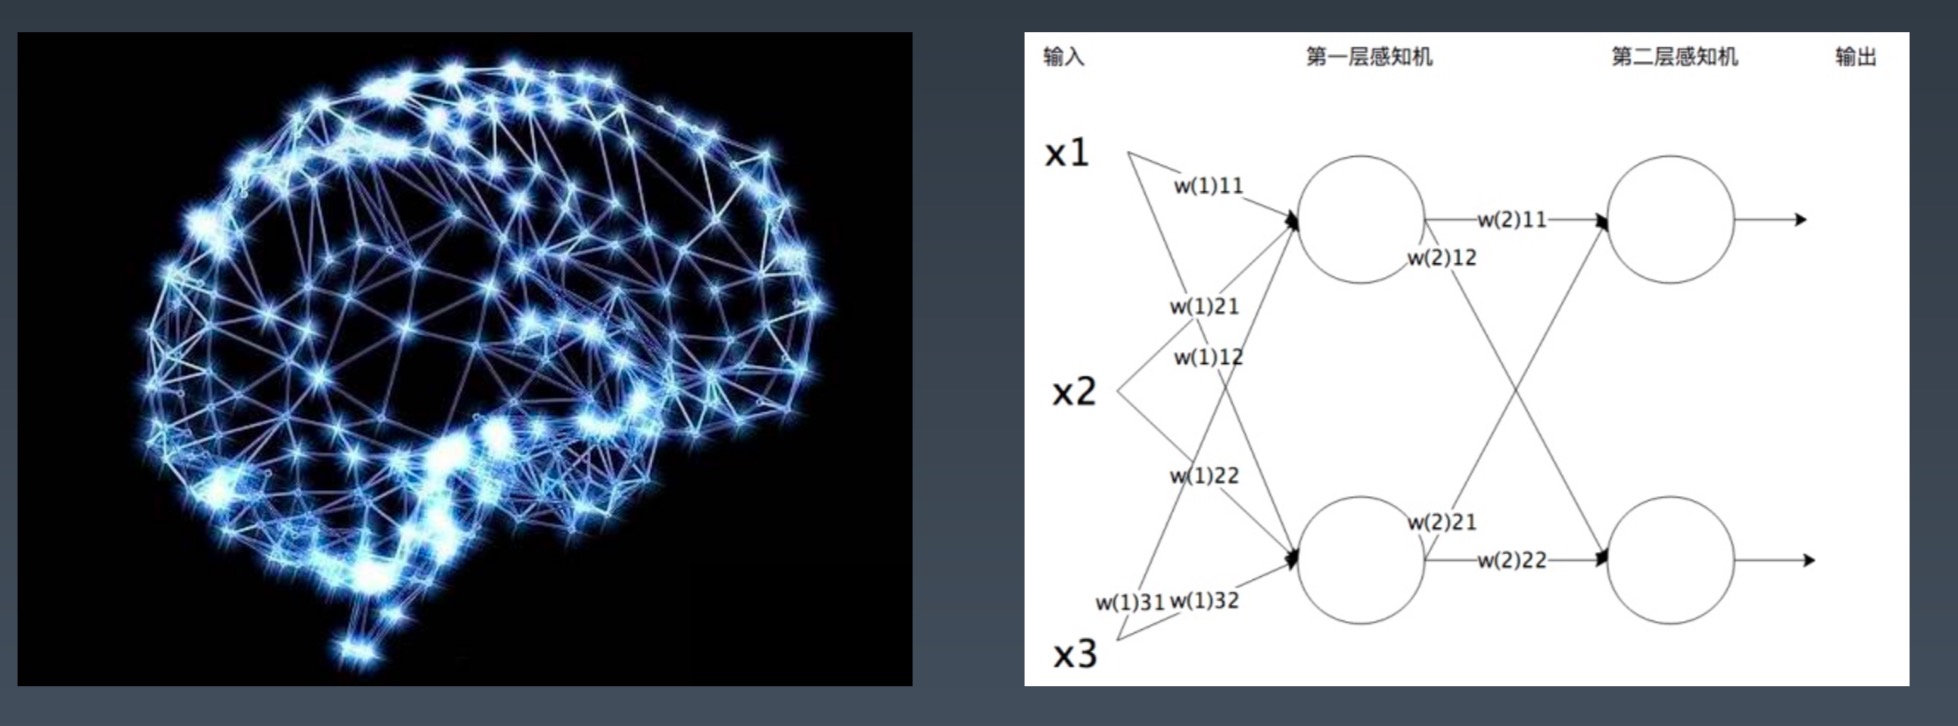 输入 第一层感知机 第二层感知机 输出
x1
w(1)11
w(2)11
w(2)12
w(1)21
w(1)12
x2
w(1)22
w(2)21
w(2)22
w(1)31 w(1)32
x3